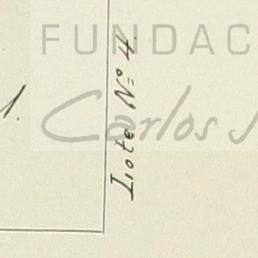 FUNDAC
Carlos
Lote Nº 4.
1.